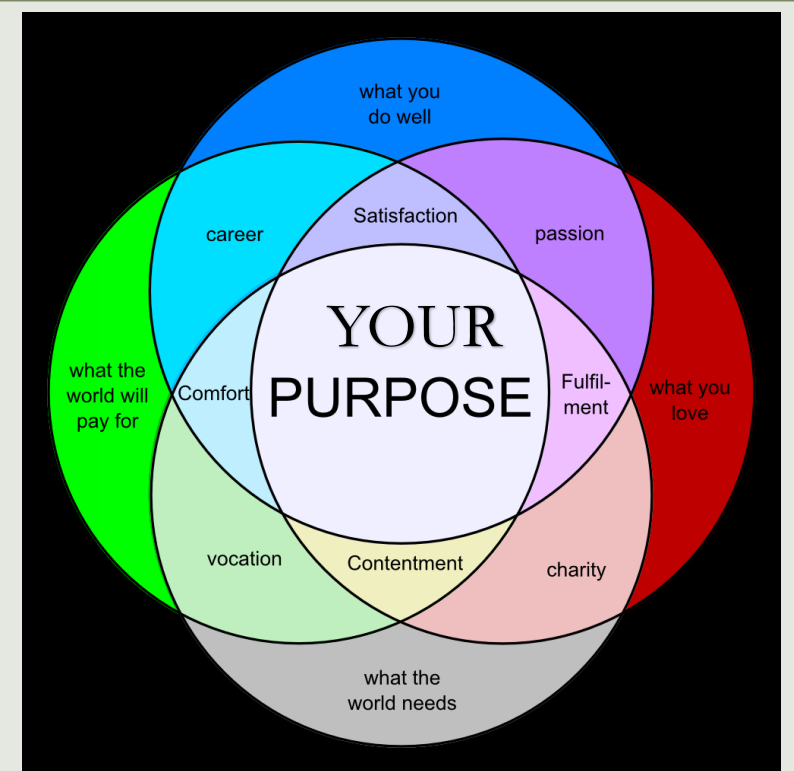 what you
do well
career
Satisfaction
passion
YOUR
PURPOSE
what the
world will
pay for
Comfort
Fulfil-
ment
what you
love
vocation
Contentment
charity
what the
world needs